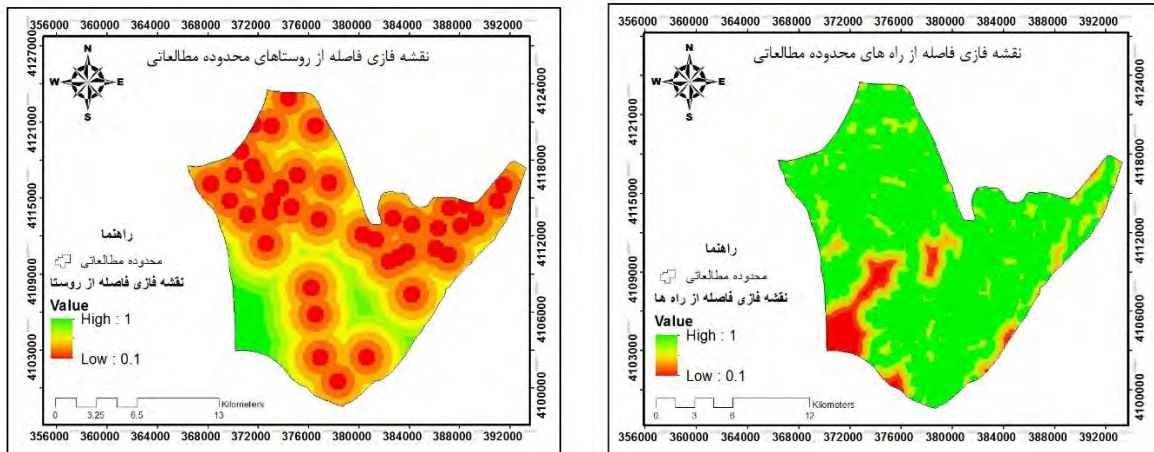 356000 360000 364000 368000 372000 376000 380000 384000 388000 392000
نقشه فازی فاصله از روستاهای محدوده مطالعاتی
N
W E
S
4127000
4121000
4115000
4109000
4103000
4124000
4118000
4112000
4106000
4100000
راهنما
محدوده مطالعاتی
نقشه فازی فاصله از روستا
Value
High : 1
Low : 0.1
Kilometers
0 3.25 6.5 13
356000 360000 364000 368000 372000 376000 380000 384000 388000 392000
356000 360000 364000 368000 372000 376000 380000 384000 388000 392000
نقشه فازی فاصله از راه های محدوده مطالعاتی
N
W E
S
4127000
4121000
4115000
4109000
4103000
4124000
4118000
4112000
4106000
4100000
راهنما
محدوده مطالعاتی
نقشه فازی فاصله از راه ها
Value
High : 1
Low : 0.1
Kilometers
0 3 6 12
356000 360000 364000 368000 372000 376000 380000 384000 388000 392000